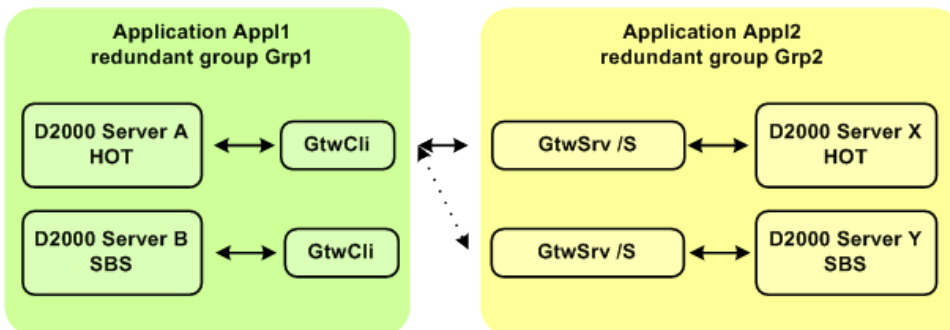 Application Appl1
redundant group Grp1
D2000 Server A
HOT
GtwCli
D2000 Server B
SBS
GtwCli
Application Appl2
redundant group Grp2
GtwSrv /S
D2000 Server X
HOT
GtwSrv /S
D2000 Server Y
SBS